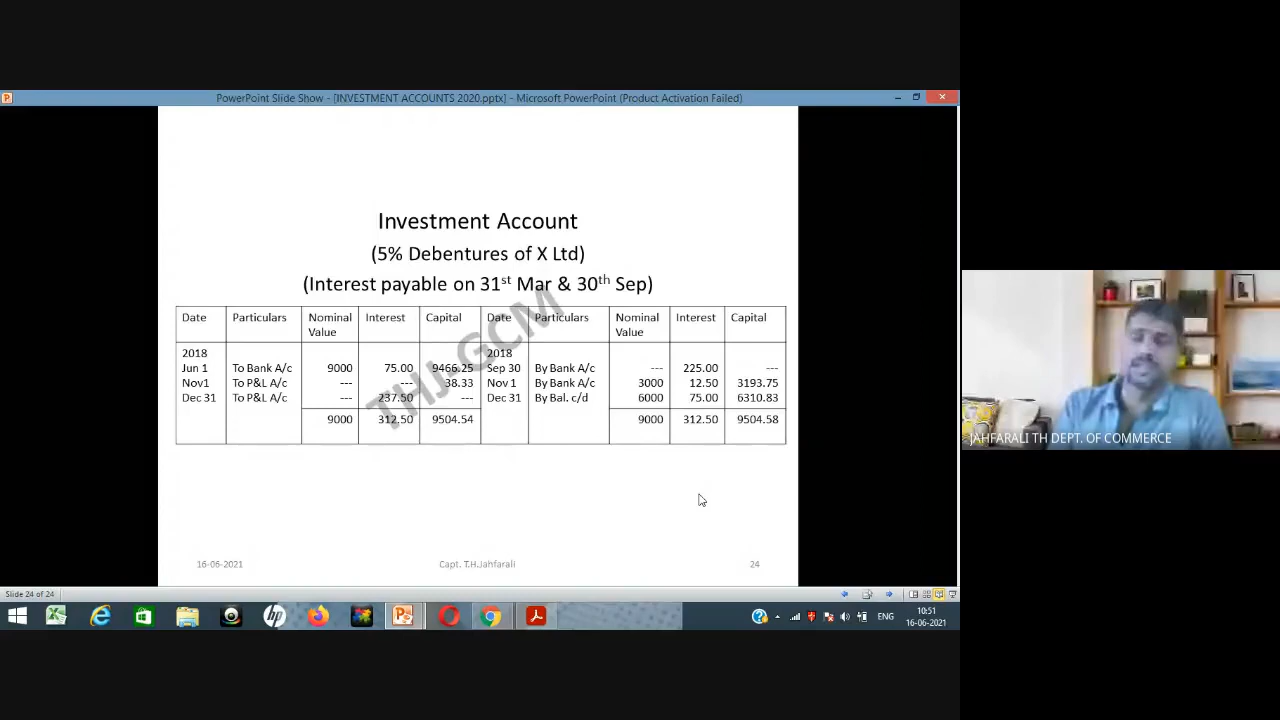 PowerPoint Slide Show - [INVESTMENT ACCOUNTS 2020.pptx] - Microsoft PowerPoint (Product Activation Failed)
Investment Account
(5% Debentures of X Ltd)
(Interest payable on 31st Mar & 30th Sep)
Date Particulars Nominal Value Interest Capital Date Particulars Nominal Value Interest Capital
2018 2018
Jun 1 To Bank A/c 9000 75.00 9466.25 Sep 30 By Bank A/c --- 225.00 ---
Nov1 To P&L A/c --- --- 38.33 Nov 1 By Bank A/c 3000 12.50 3193.75
Dec 31 To P&L A/c --- 237.50 --- Dec 31 By Bal. c/d 6000 75.00 6310.83
9000 312.50 9504.54 9000 312.50 9504.58
THJ-GCM
16-06-2021 Capt. T.H.Jahfarali 24
JAHFARALI TH DEPT. OF COMMERCE
Slide 24 of 24
ENG
10:51
16-06-2021